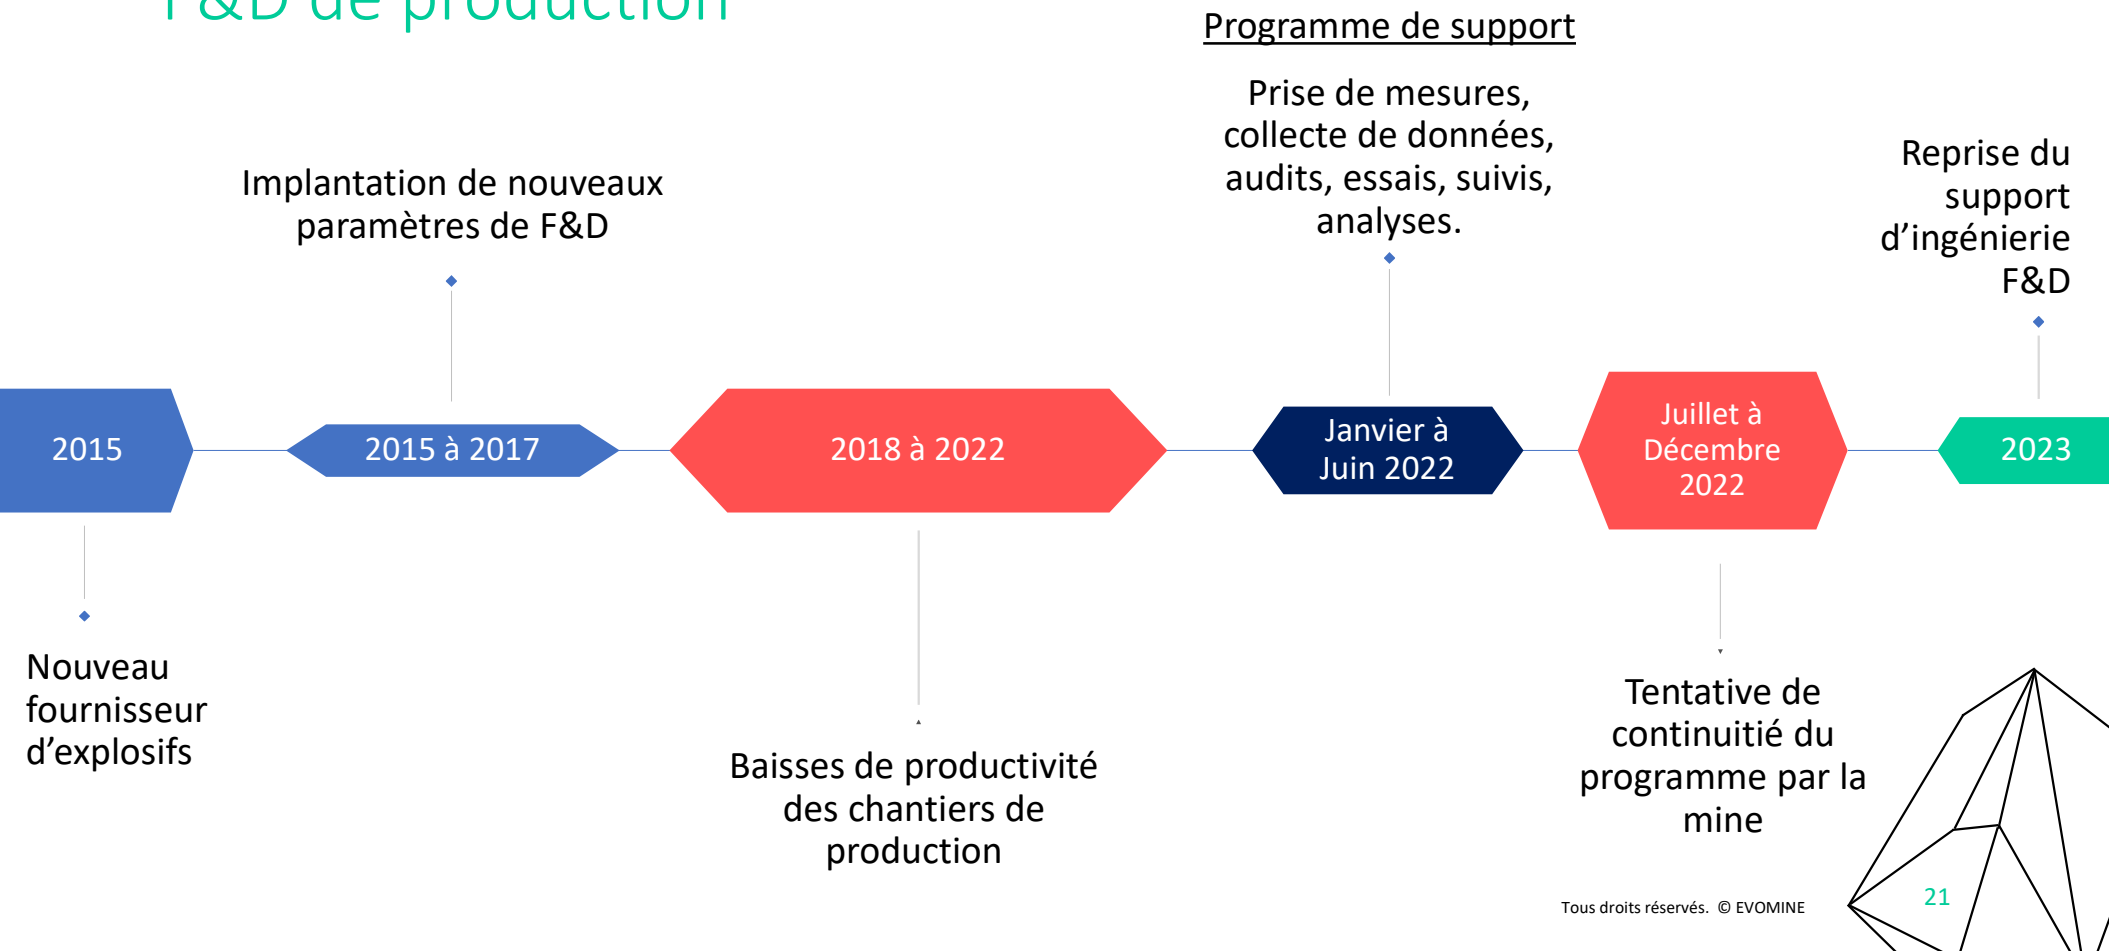 F&D de production
Programme de support
Prise de mesures,
collecte de données,
audits, essais, suivis,
analyses.
Implantation de nouveaux
paramètres de F&D
Reprise du
support
d’ingénierie
F&D
2015
2015 à 2017
2018 à 2022
Janvier à
Juin 2022
Juillet à
Décembre
2022
2023
Nouveau
fournisseur
d’explosifs
Baisses de productivité
des chantiers de
production
Tentative de
continuitié du
programme par la
mine
Tous droits réservés. © EVOMINE
21